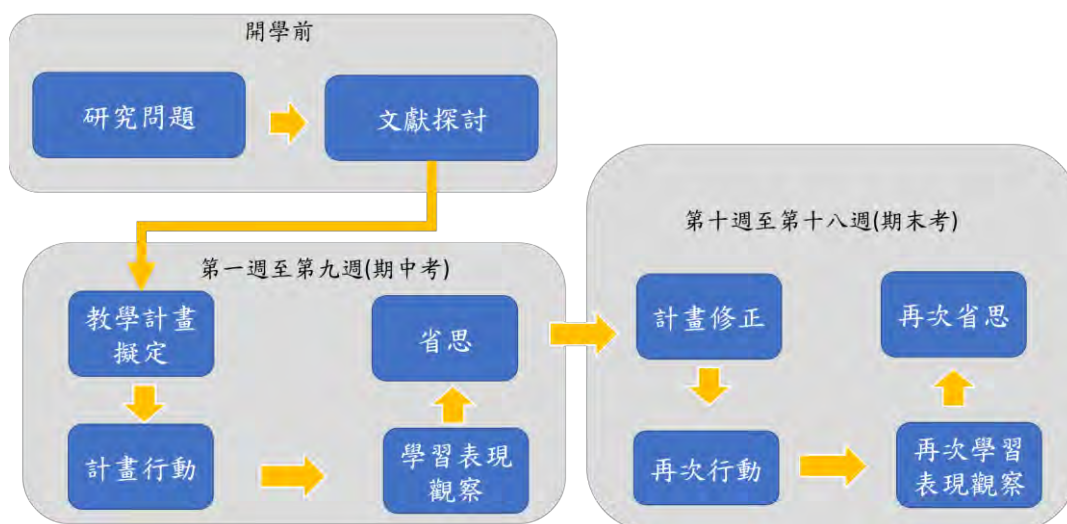 開學前
研究問題
文獻探討
第一週至第九週(期中考)
教學計畫
擬定
計畫行動
學習表現
觀察
省思
第十週至第十八週(期末考)
計畫修正
再次行動
再次學習
表現觀察
再次省思